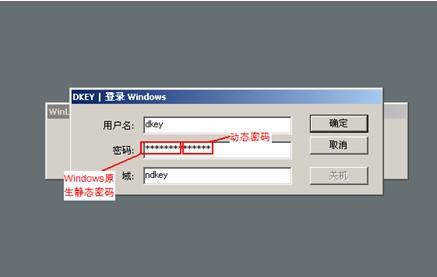 DKEY | 登录 Windows
WinL
用户名:
dkey
确定
动态密码
取消
密码:
******** ******
Windows原
生静态密码
域:
ndkey
关机